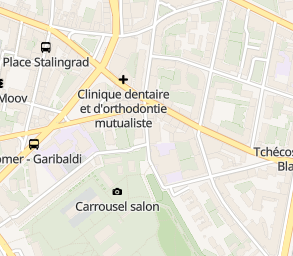 Place Stalingrad
Clinique dentaire
et d'orthodontie
mutualiste
Moov
omer - Garibaldi
Tchécos
Bla
Carrousel salon